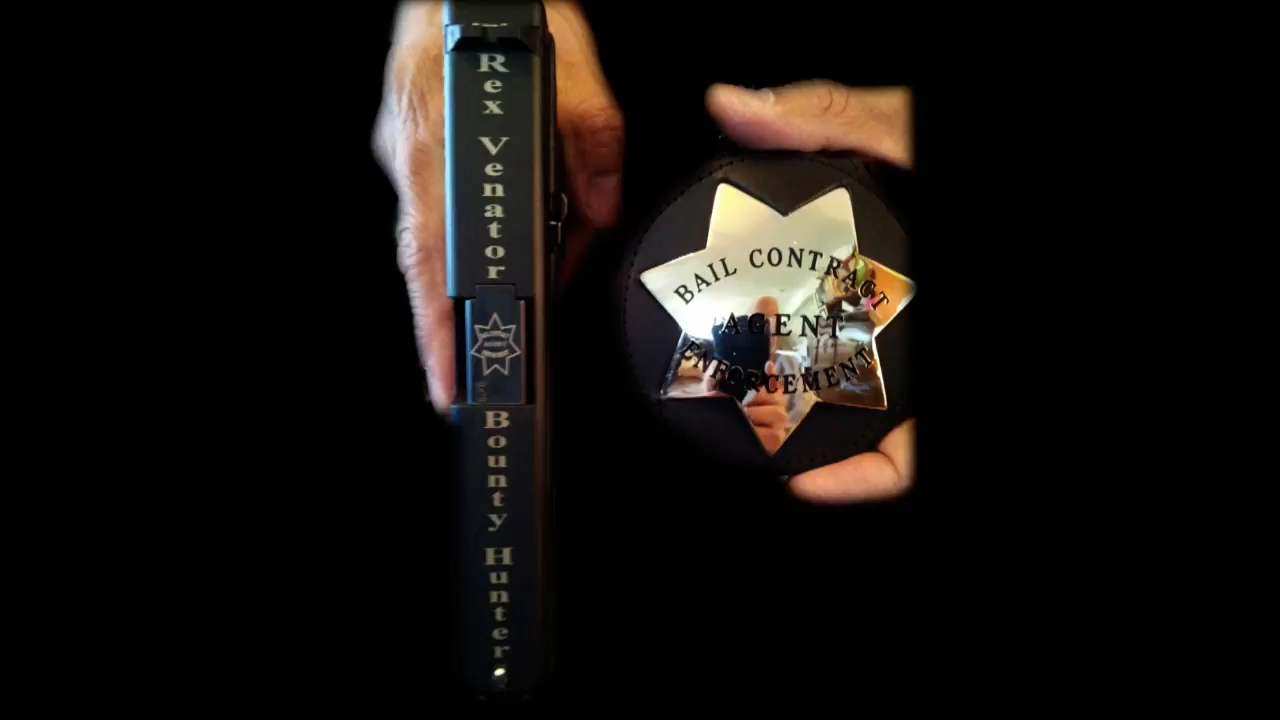 Rex Venator
Bounty Hunter
BAIL CONTRACT
AGENT
ENFORCEMENT